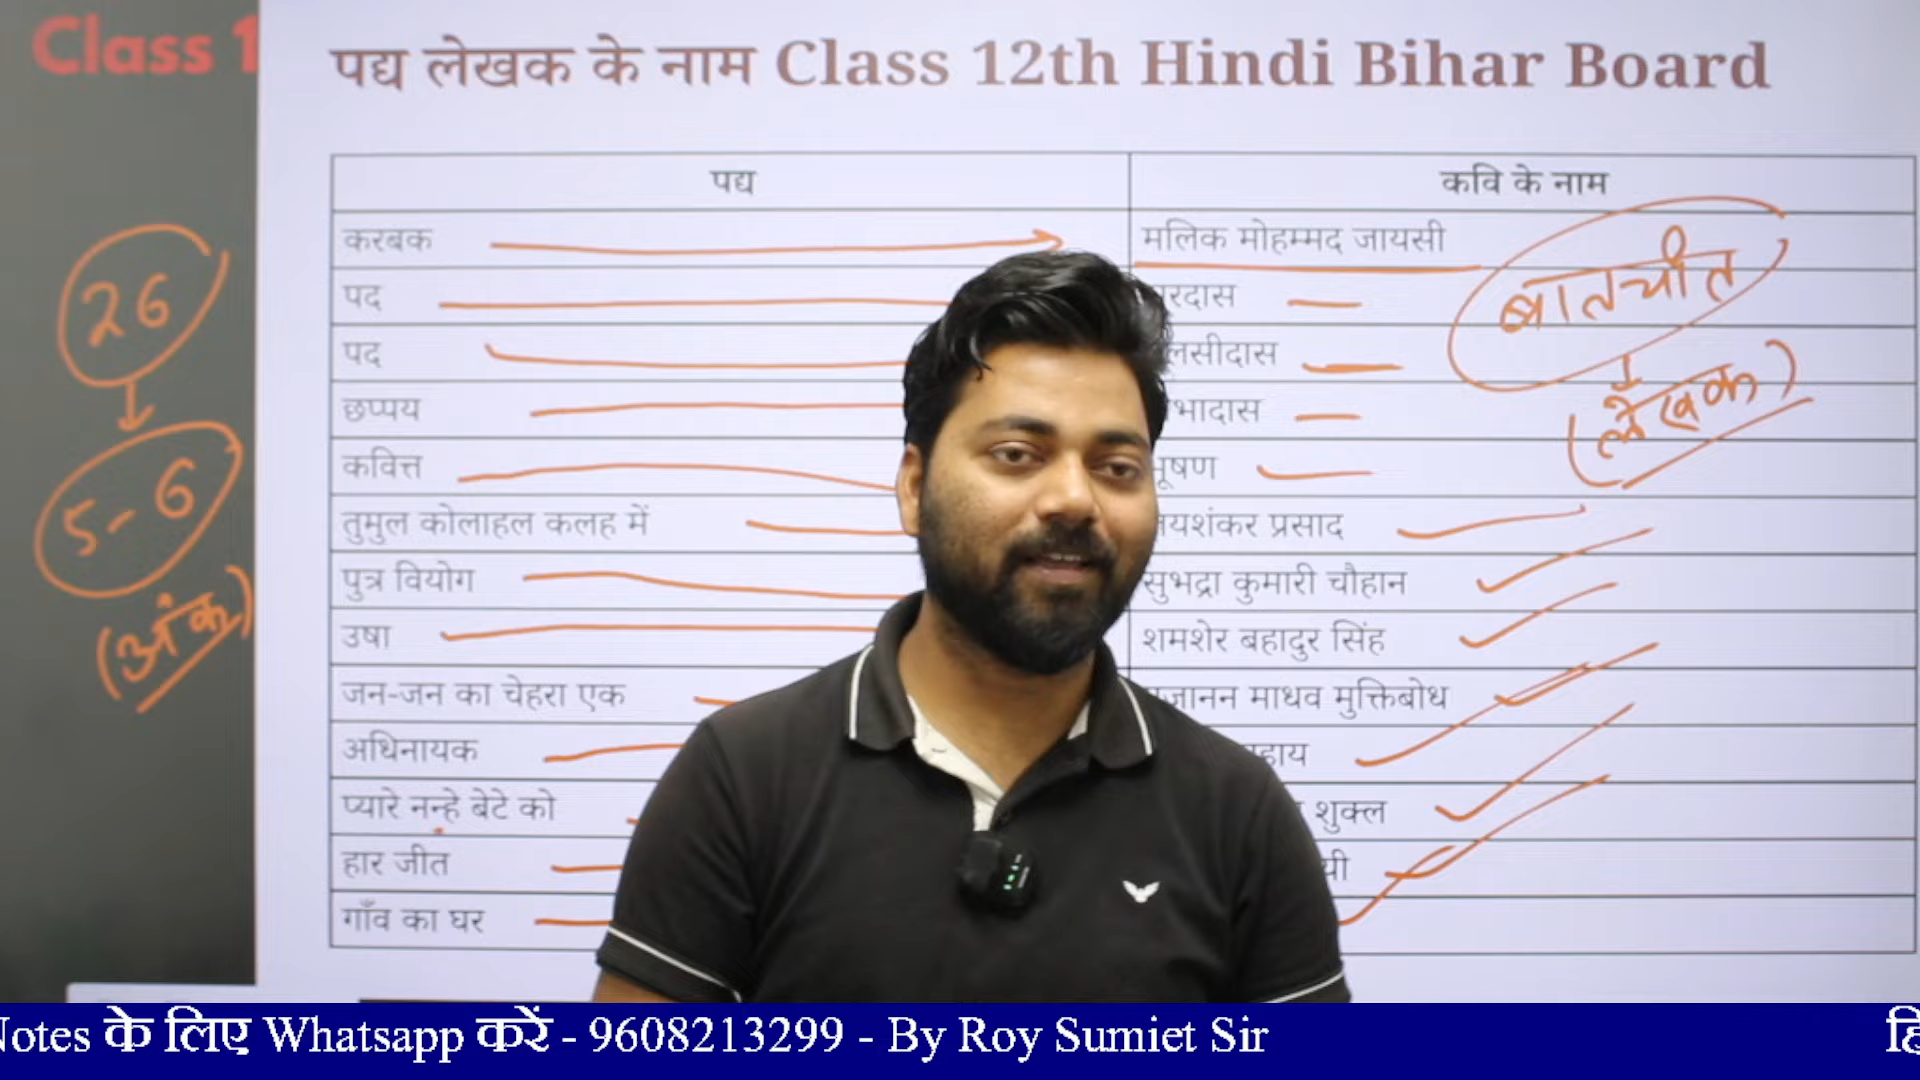 Class 1
पद्य लेखक के नाम Class 12th Hindi Bihar Board
पद्य कवि के नाम
करबक मलिक मोहम्मद जायसी
पद रदास
पद लसीदास
छप्पय भादास
कवित्त भूषण
तुमुल कोलाहल कलह में जयशंकर प्रसाद
पुत्र वियोग सुभद्रा कुमारी चौहान
उषा शमशेर बहादुर सिंह
जन-जन का चेहरा एक गजानन माधव मुक्तिबोध
अधिनायक हाय
प्यारे नन्हे बेटे को शुक्ल
हार जीत यी
गाँव का घर
26
5-6
(अंक)
बातचीत
(लेखक)
Notes के लिए Whatsapp करें - 9608213299 - By Roy Sumiet Sir हि